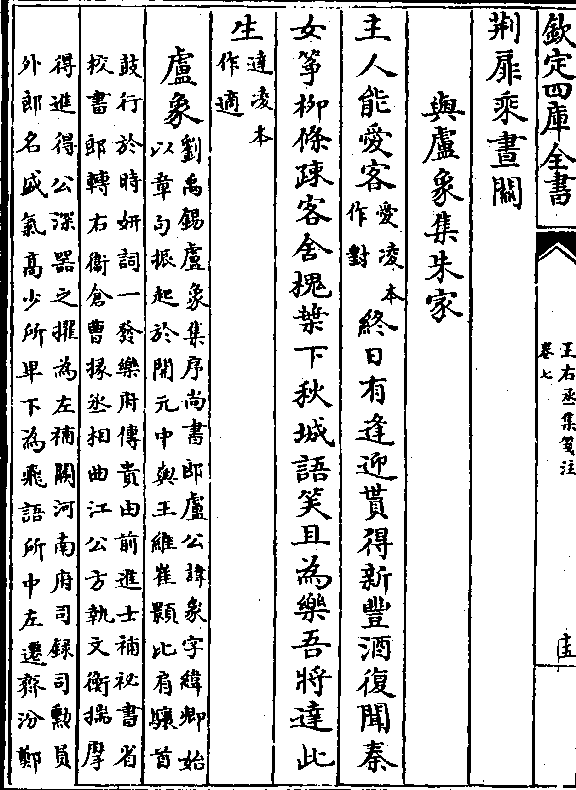 欽定四庫全書
王右丞集箋注
卷七
荆扉乘晝關
與盧象集朱家
主人能愛客
愛凌本
作對
終日有逢迎貰得新豐酒復聞秦
女箏柳條疎客舍槐葉下秋城語笑且為樂吾將達此
生
達凌本
作適
盧象
劉禹錫盧象集序尚書郎盧公諱象字緯卿始
以章句振起於開元中與王維崔顥比肩驤首
鼓行於時妍詞一發樂府傳貴由前進士補祕書省
校書郎轉右衛倉曹掾丞相曲江公方執文衡揣摩
得進得公深器之擢為左補闕河南府司録司勲員
外郎名盛氣高少所卑下為飛語所中左遷齊汾鄭